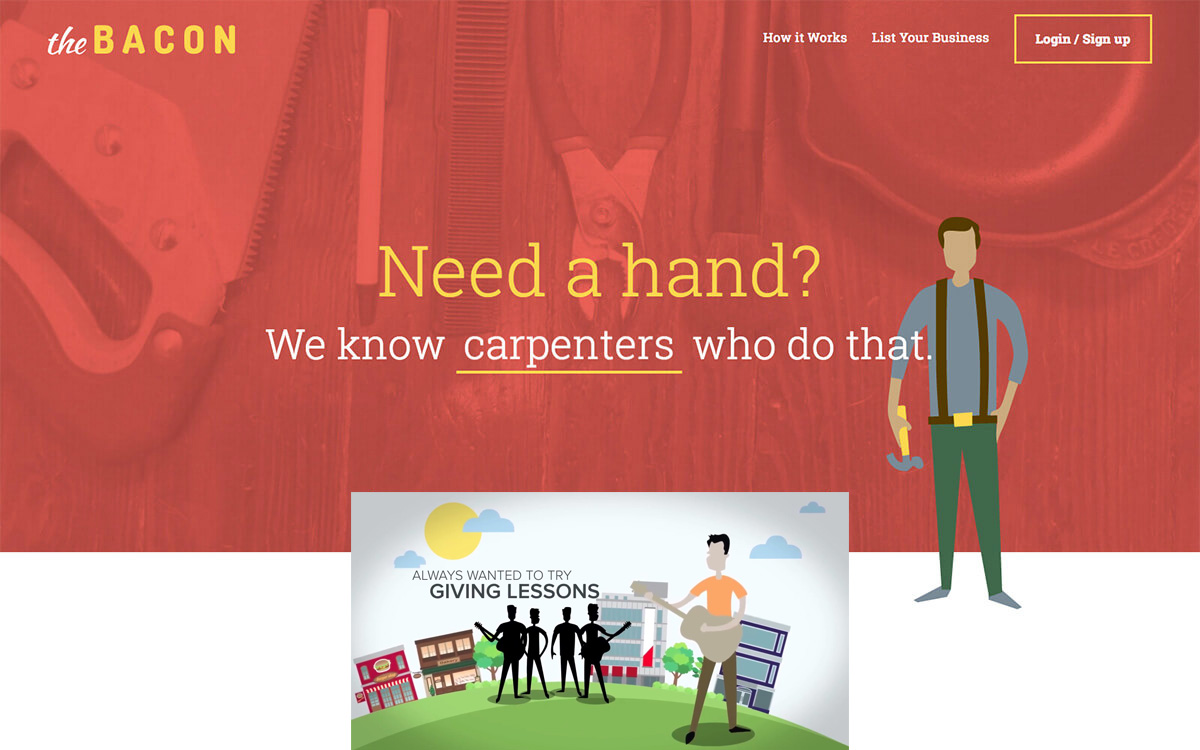 the BACON
How it Works
List Your Business
Login / Sign up
Need a hand?
We know carpenters who do that.
ALWAYS WANTED TO TRY
GIVING LESSONS